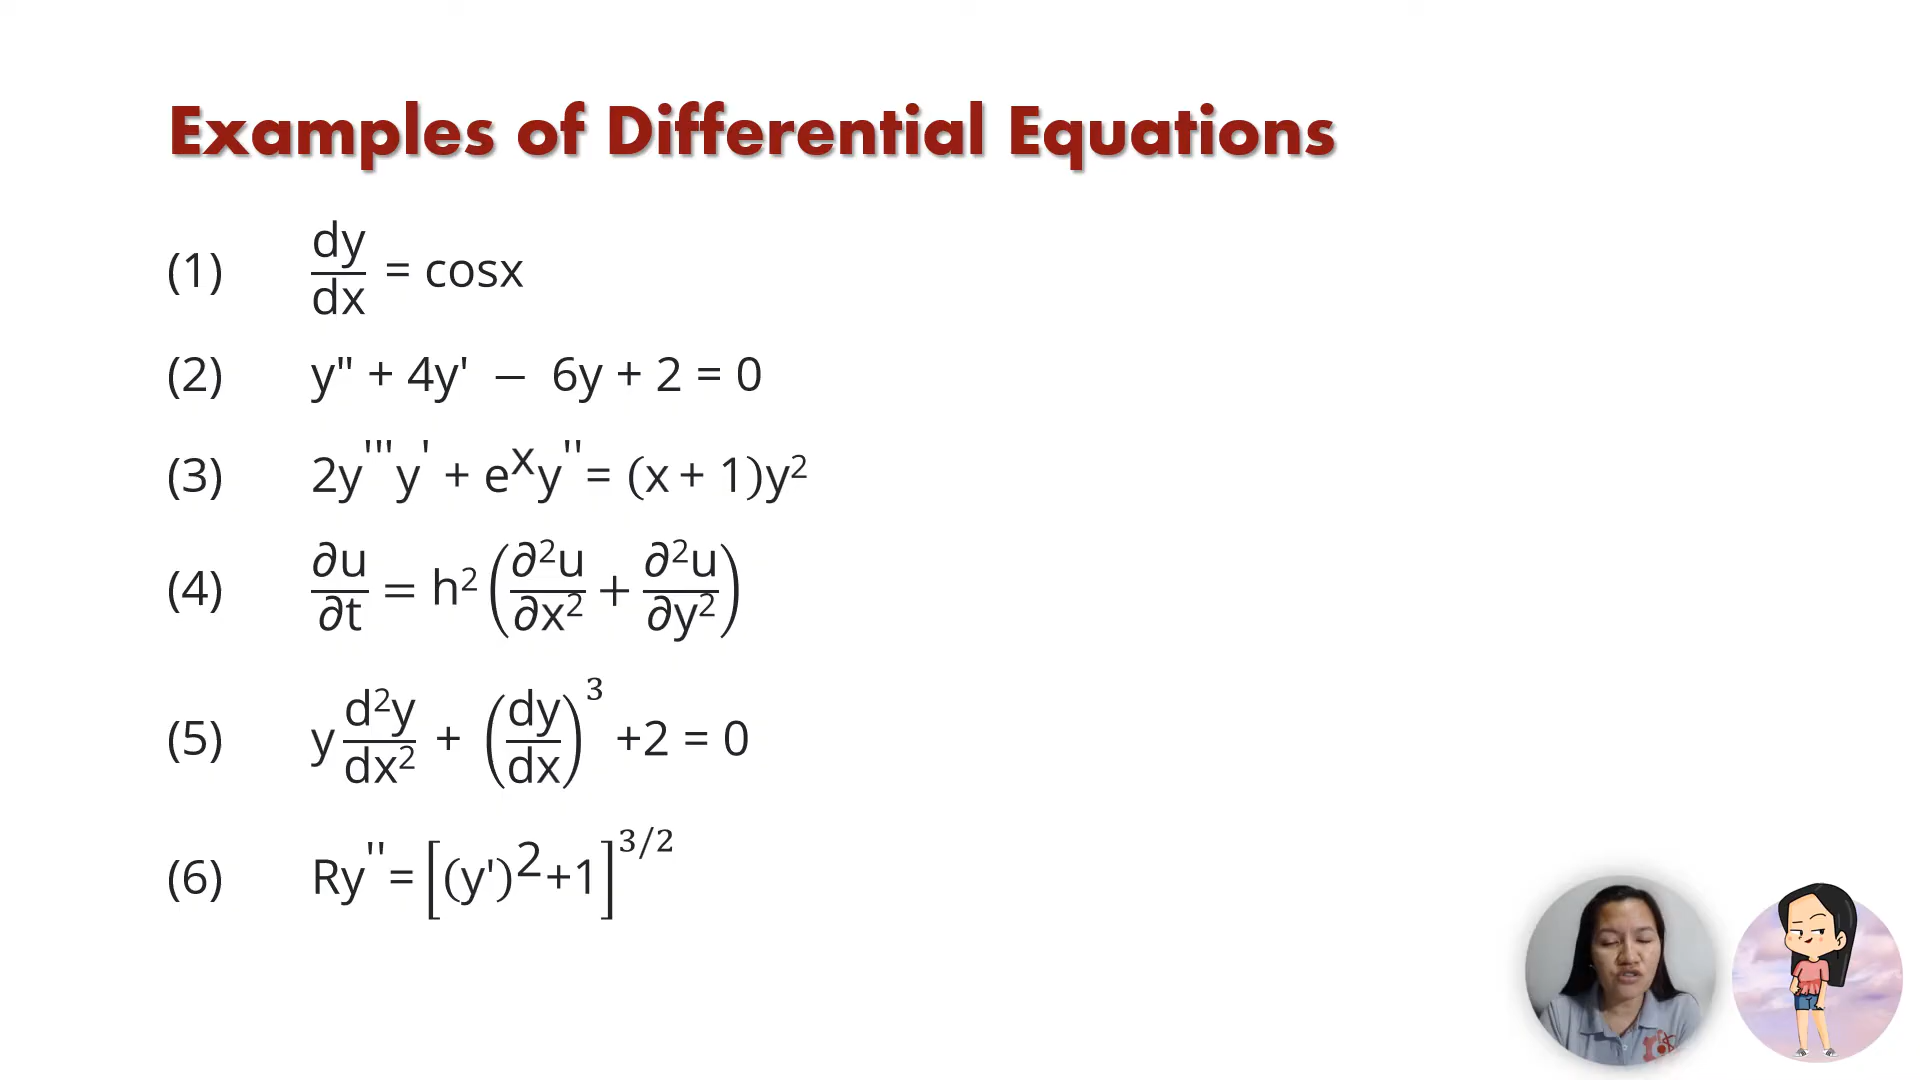 Examples of Differential Equations
(1) dy/dx = cosx
(2) y" + 4y' − 6y + 2 = 0
(3) 2y'''y' + eˣy'' = (x + 1)y²
(4) ∂u/∂t = h² (∂²u/∂x² + ∂²u/∂y²)
(5) y d²y/dx² + (dy/dx)³ +2 = 0
(6) Ry'' = [(y')²+1]^3/2